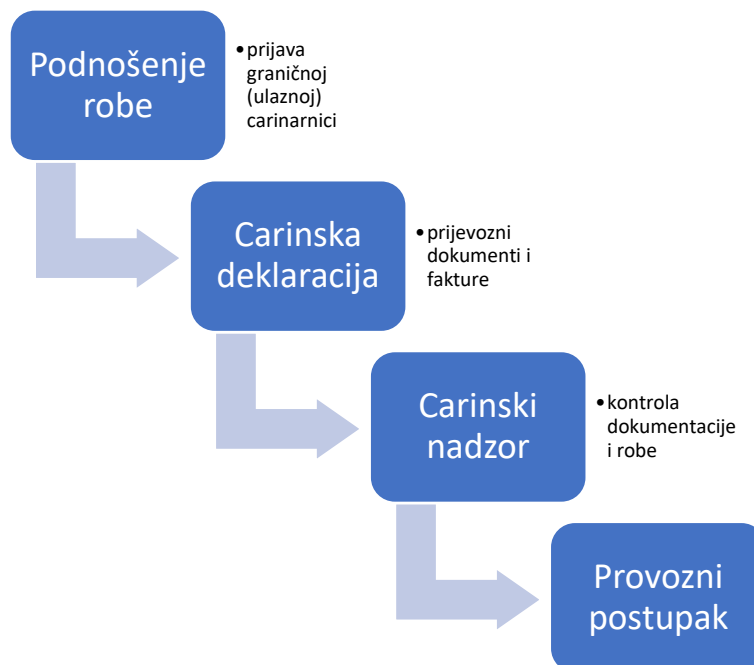 Podnošenje
robe
•prijava
graničnoj
(ulaznoj)
carinarnici
Carinska
deklaracija
•prijevozni
dokumenti i
fakture
Carinski
nadzor
•kontrola
dokumentacije
i robe
Provozni
postupak